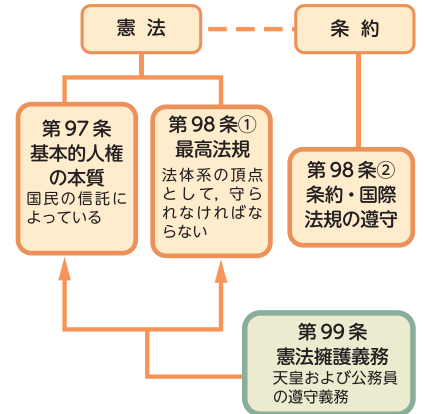 憲法
条約
第97条
基本的人権
の本質
国民の信託に
よっている
第98条①
最高法規
法体系の頂点
として，守ら
れなければな
らない
第98条②
条約・国際
法規の遵守
第99条
憲法擁護義務
天皇および公務員
の遵守義務